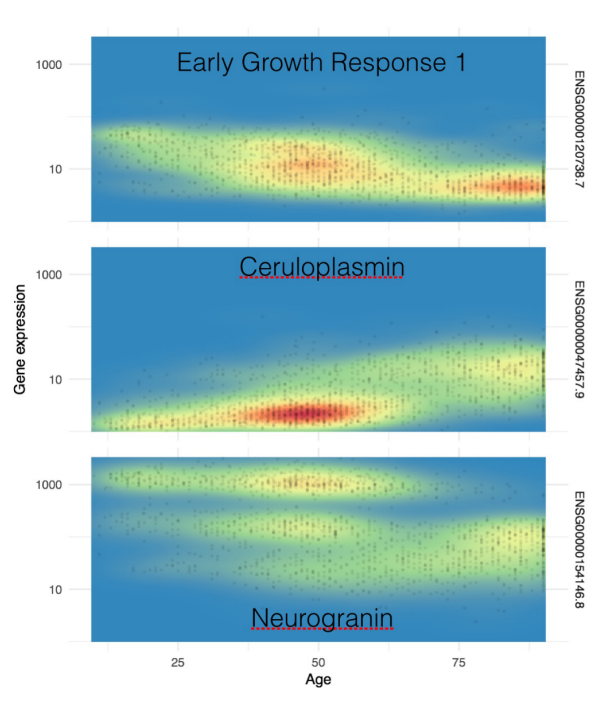 Early Growth Response 1
1000
10
ENSG00000120738.7
Ceruloplasmin
1000
10
ENSG00000047457.9
Gene expression
1000
10
ENSG00000154146.8
Neurogranin
25 50 75
Age